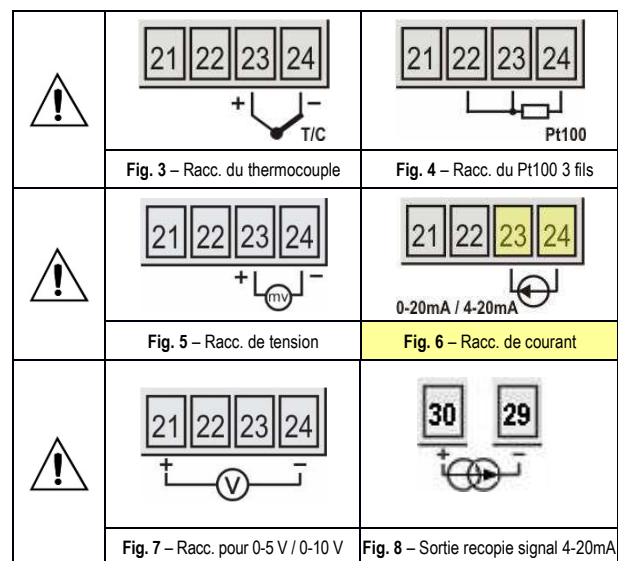 21 22 23 24
+ –
T/C
Fig. 3 – Racc. du thermocouple
21 22 23 24
Pt100
Fig. 4 – Racc. du Pt100 3 fils
21 22 23 24
+ –
mv
Fig. 5 – Racc. de tension
21 22 23 24
0-20mA / 4-20mA
Fig. 6 – Racc. de courant
21 22 23 24
+ –
V
Fig. 7 – Racc. pour 0-5 V / 0-10 V
30 29
+ –
Fig. 8 – Sortie recopie signal 4-20mA